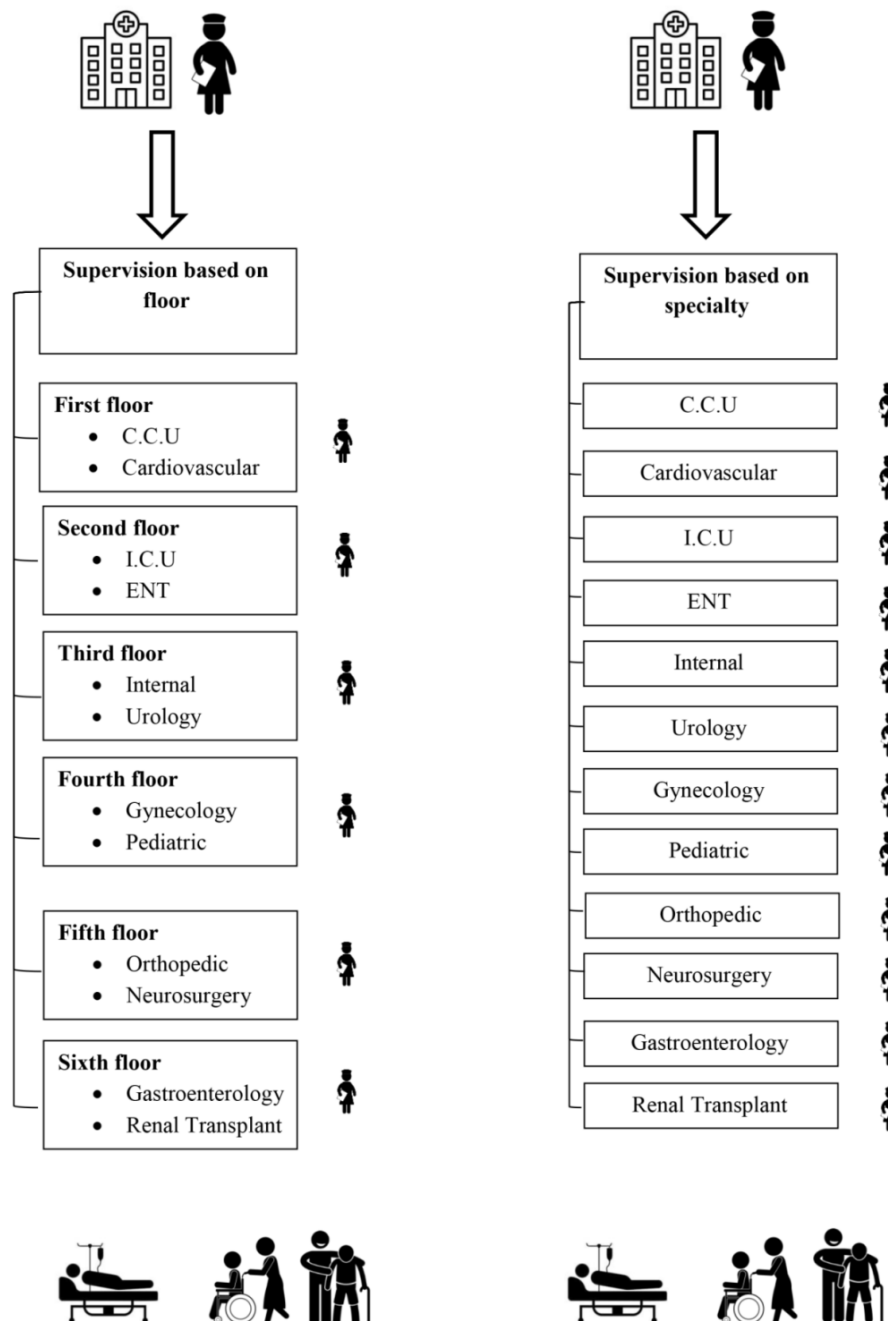 Supervision based on
floor
First floor
• C.C.U
• Cardiovascular
Second floor
• I.C.U
• ENT
Third floor
• Internal
• Urology
Fourth floor
• Gynecology
• Pediatric
Fifth floor
• Orthopedic
• Neurosurgery
Sixth floor
• Gastroenterology
• Renal Transplant
Supervision based on
specialty
C.C.U
Cardiovascular
I.C.U
ENT
Internal
Urology
Gynecology
Pediatric
Orthopedic
Neurosurgery
Gastroenterology
Renal Transplant